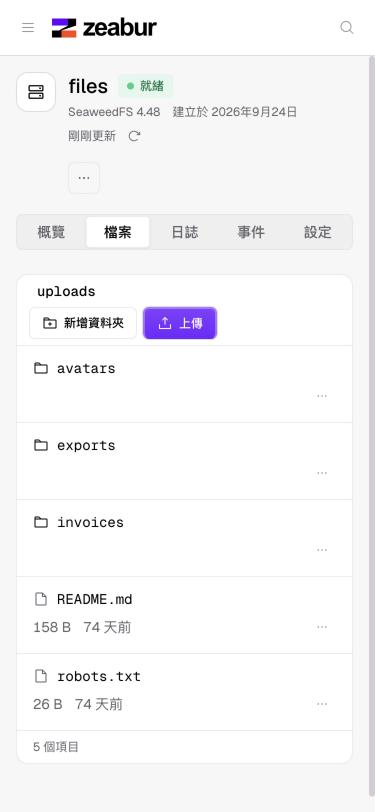 zeabur
files 就緒
SeaweedFS 4.48 建立於 2026年9月24日
剛剛更新
...
概覽 檔案 日誌 事件 設定
uploads
新增資料夾 上傳
avatars
...
exports
...
invoices
...
README.md
158 B 74 天前 ...
robots.txt
26 B 74 天前 ...
5 個項目